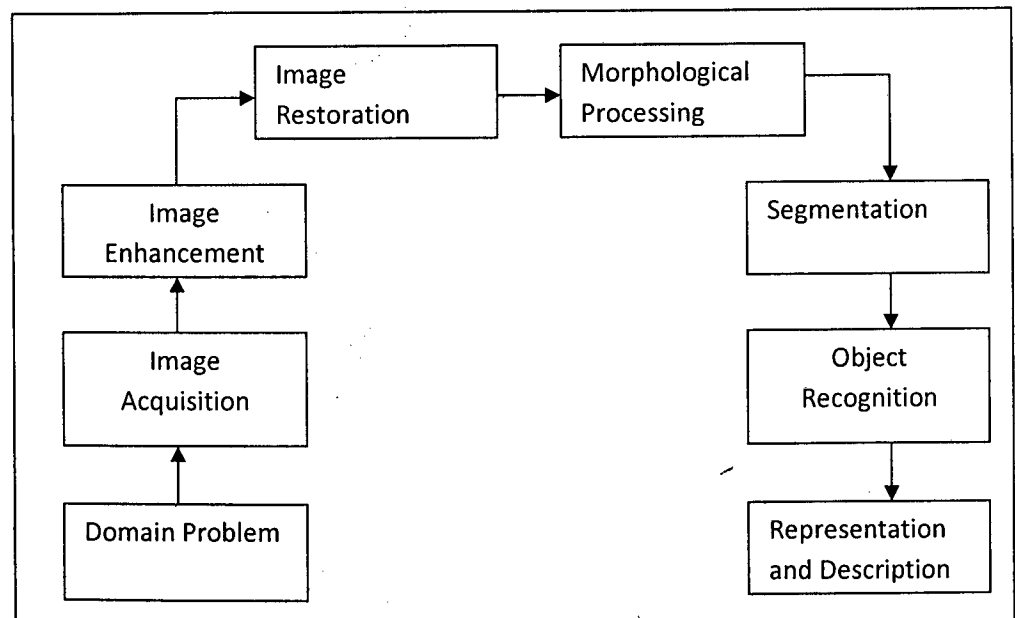 Image
Restoration
Morphological
Processing
Image
Enhancement
Segmentation
Image
Acquisition
Object
Recognition
Domain Problem
Representation
and Description